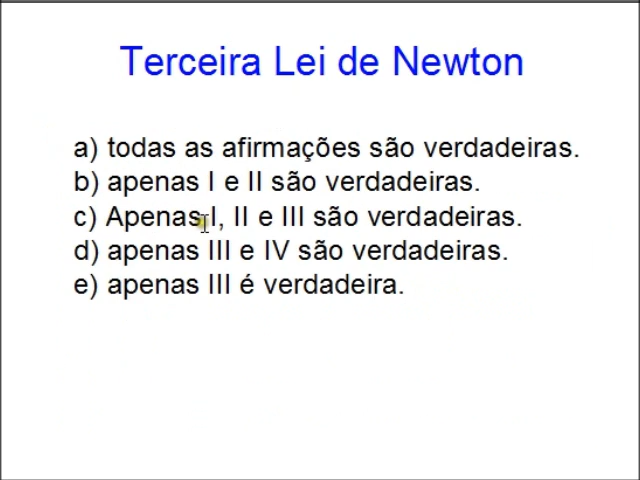 Terceira Lei de Newton
a) todas as afirmações são verdadeiras.
b) apenas I e II são verdadeiras.
c) Apenas I, II e III são verdadeiras.
d) apenas III e IV são verdadeiras.
e) apenas III é verdadeira.